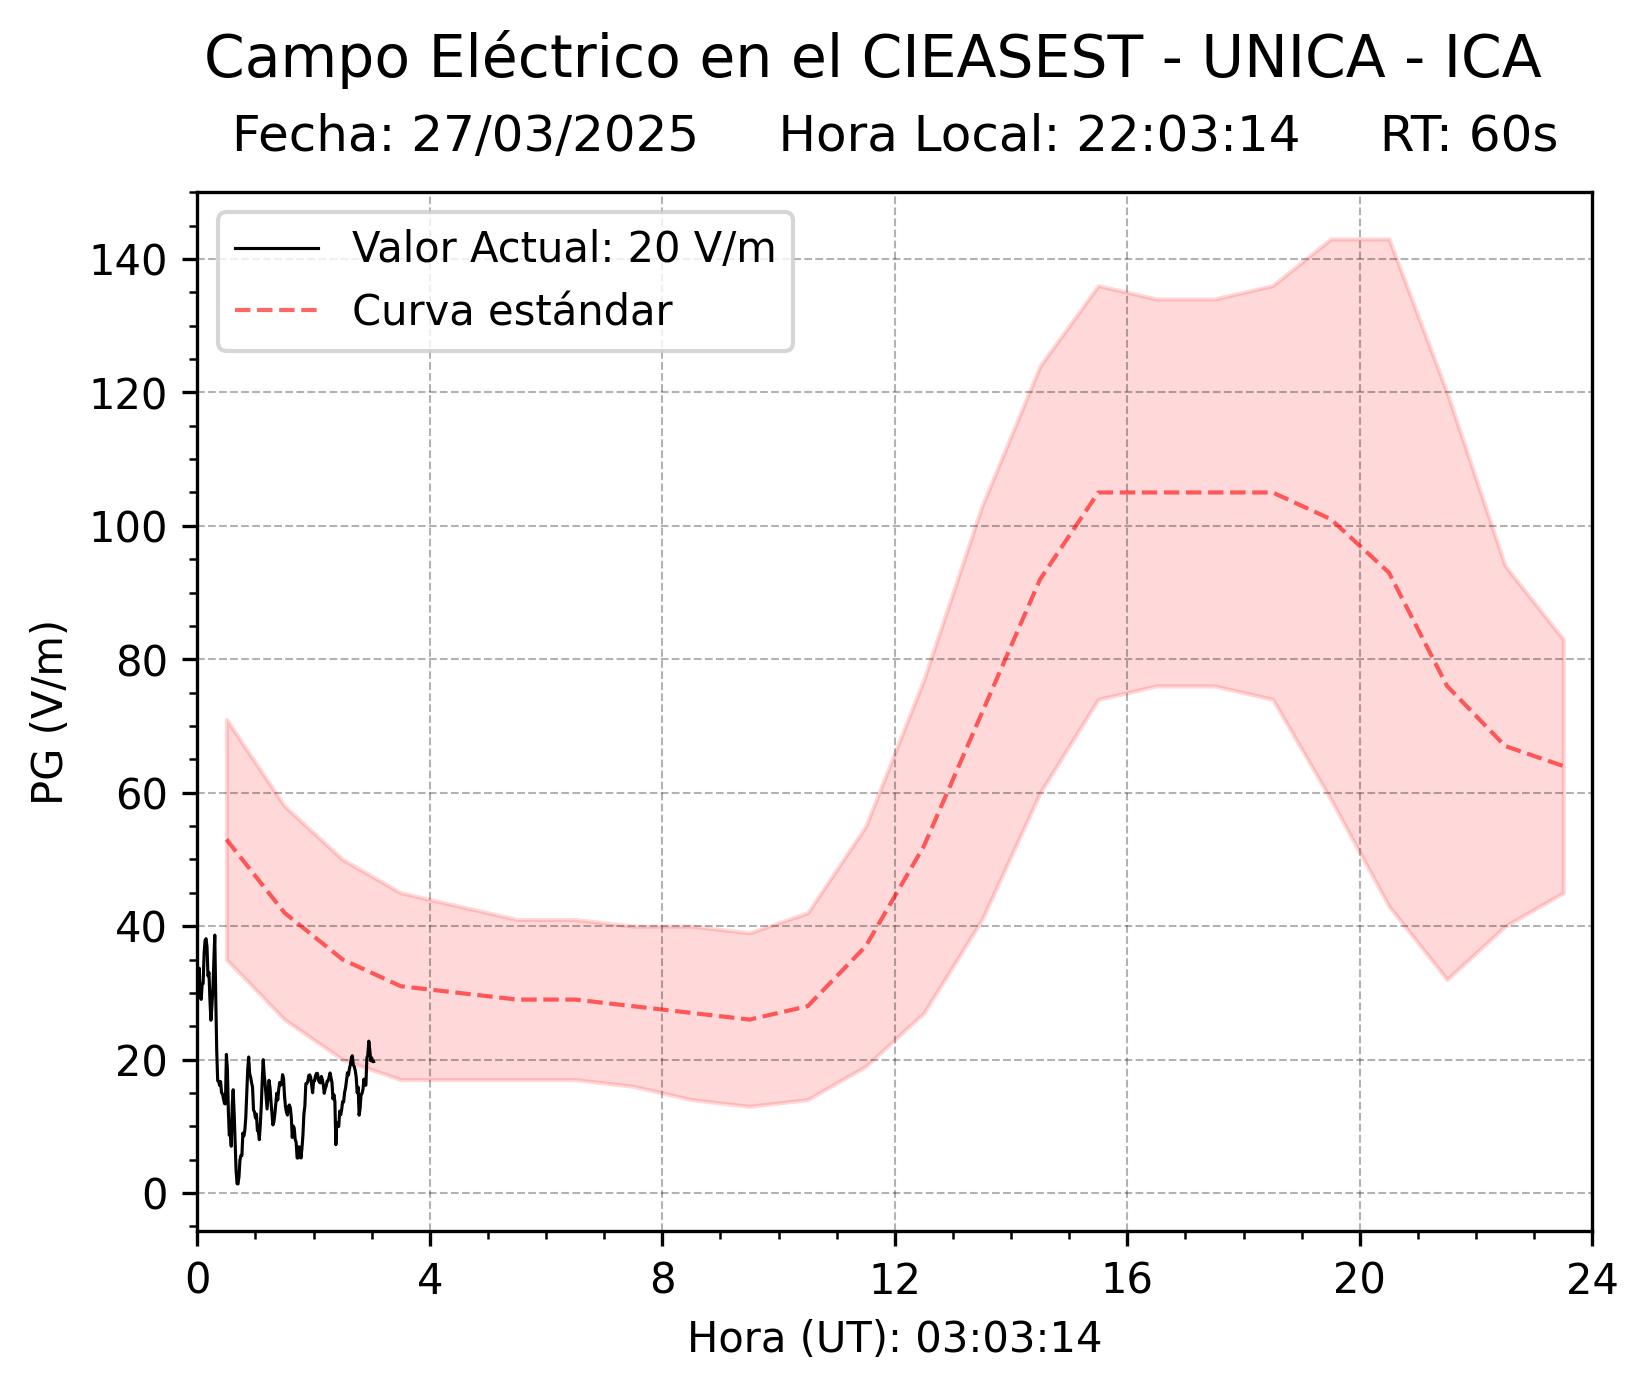 Campo Eléctrico en el CIEASEST - UNICA - ICA
Fecha: 27/03/2025 Hora Local: 22:03:14 RT: 60s
Valor Actual: 20 V/m
Curva estándar
PG (V/m)
140
120
100
80
60
40
20
0
0 4 8 12 16 20 24
Hora (UT): 03:03:14